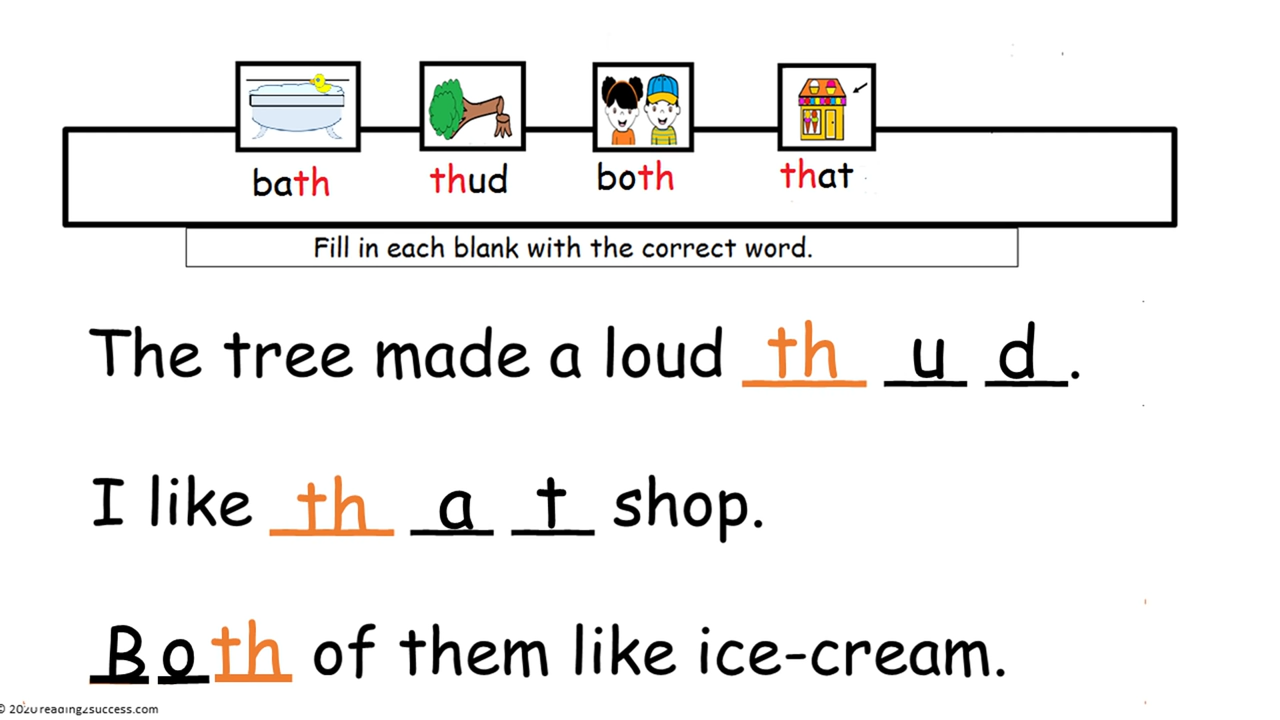 bath thud both that
Fill in each blank with the correct word.
The tree made a loud th u d.
I like th a t shop.
B o th of them like ice-cream.
© 2020 reading2success.com